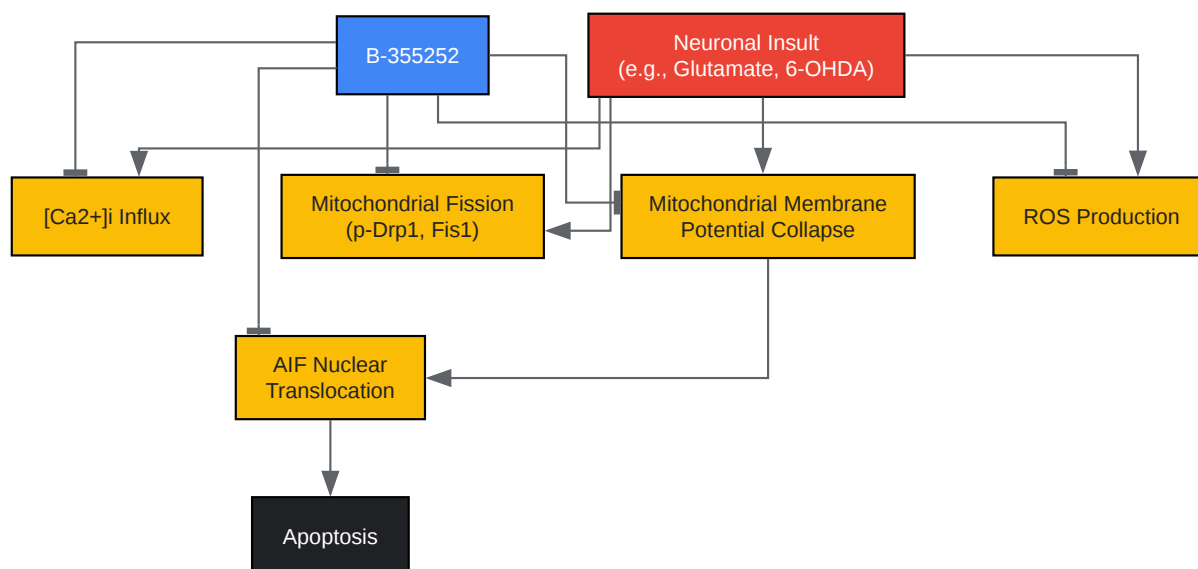 B-355252
Neuronal Insult
(e.g., Glutamate, 6-OHDA)
[Ca2+]i Influx
Mitochondrial Fission
(p-Drp1, Fis1)
Mitochondrial Membrane
Potential Collapse
ROS Production
AIF Nuclear
Translocation
Apoptosis